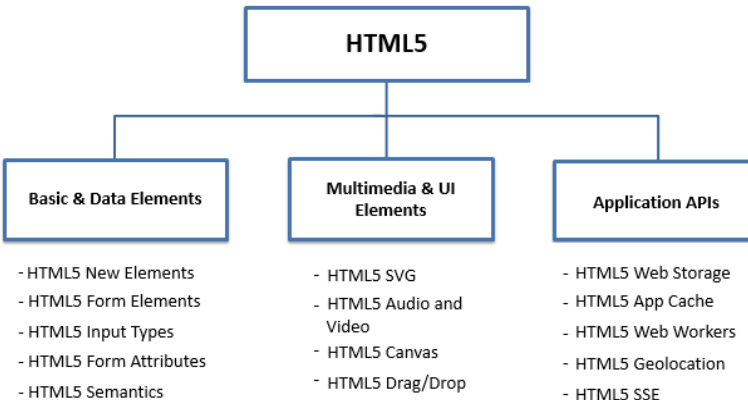 HTML5
Basic & Data Elements
- HTML5 New Elements
- HTML5 Form Elements
- HTML5 Input Types
- HTML5 Form Attributes
- HTML5 Semantics
Multimedia & UI
Elements
- HTML5 SVG
- HTML5 Audio and
Video
- HTML5 Canvas
- HTML5 Drag/Drop
Application APIs
- HTML5 Web Storage
- HTML5 App Cache
- HTML5 Web Workers
- HTML5 Geolocation
- HTML5 SSE